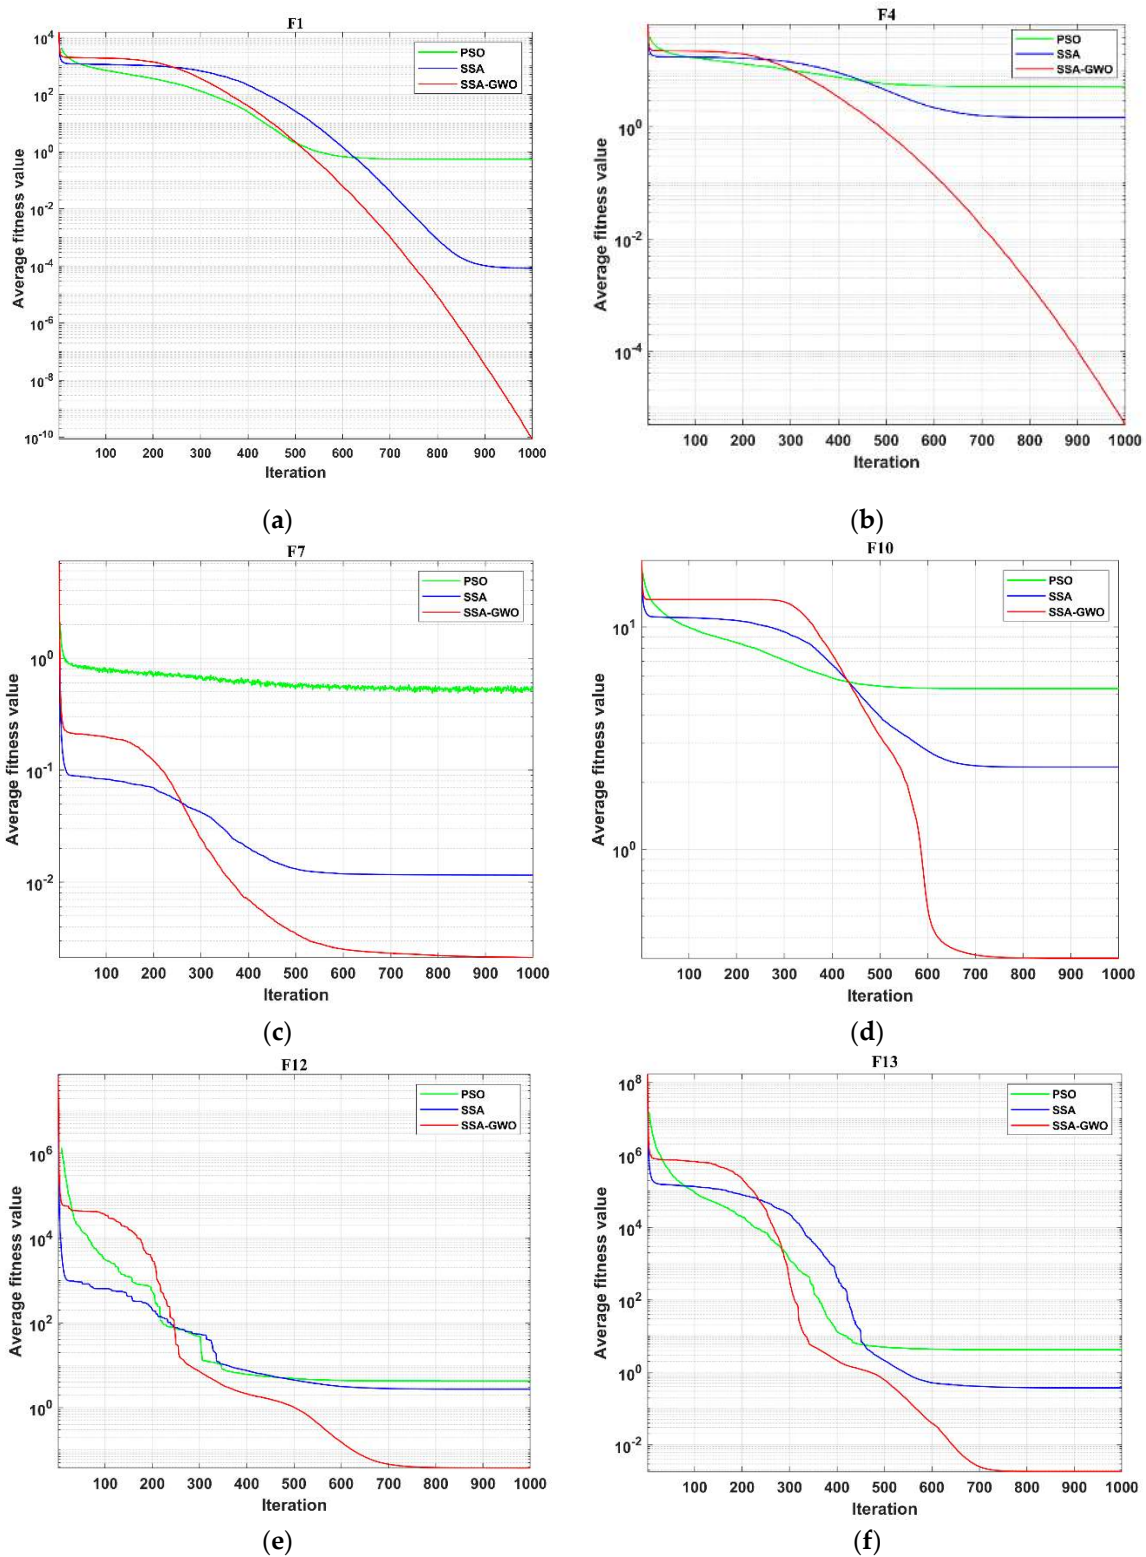 F1
Average fitness value
10^4
10^2
10^0
10^-2
10^-4
10^-6
10^-8
10^-10
PSO
SSA
SSA-GWO
100 200 300 400 500 600 700 800 900 1000
Iteration
(a)
F4
Average fitness value
10^0
10^-2
10^-4
PSO
SSA
SSA-GWO
100 200 300 400 500 600 700 800 900 1000
Iteration
(b)
F7
Average fitness value
10^0
10^-1
10^-2
PSO
SSA
SSA-GWO
100 200 300 400 500 600 700 800 900 1000
Iteration
(c)
F10
Average fitness value
10^1
10^0
PSO
SSA
SSA-GWO
100 200 300 400 500 600 700 800 900 1000
Iteration
(d)
F12
Average fitness value
10^6
10^4
10^2
10^0
PSO
SSA
SSA-GWO
100 200 300 400 500 600 700 800 900 1000
Iteration
(e)
F13
Average fitness value
10^8
10^6
10^4
10^2
10^0
10^-2
PSO
SSA
SSA-GWO
100 200 300 400 500 600 700 800 900 1000
Iteration
(f)